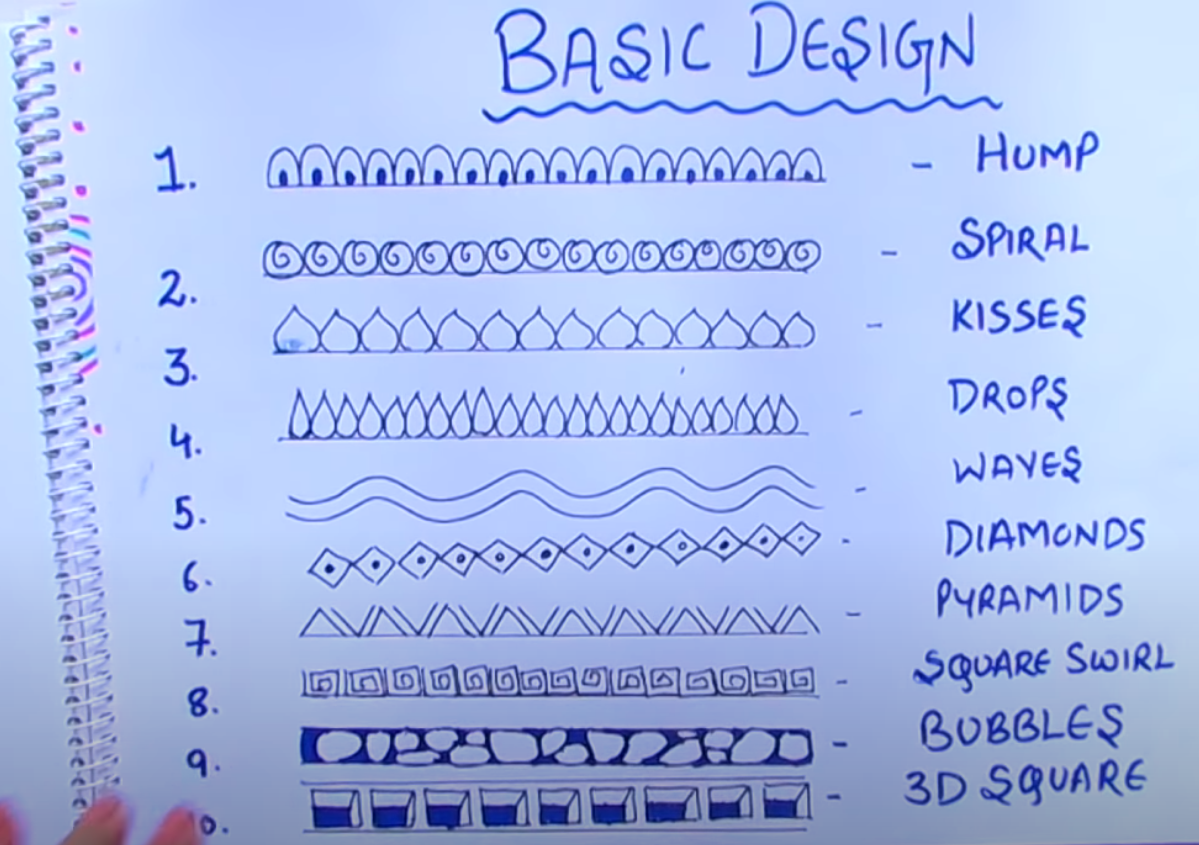 BASIC DESIGN
1. - HUMP
2. - SPIRAL
3. - KISSES
4. - DROPS
5. - WAVES
6. - DIAMONDS
7. - PYRAMIDS
8. - SQUARE SWIRL
9. - BUBBLES
0. - 3D SQUARE